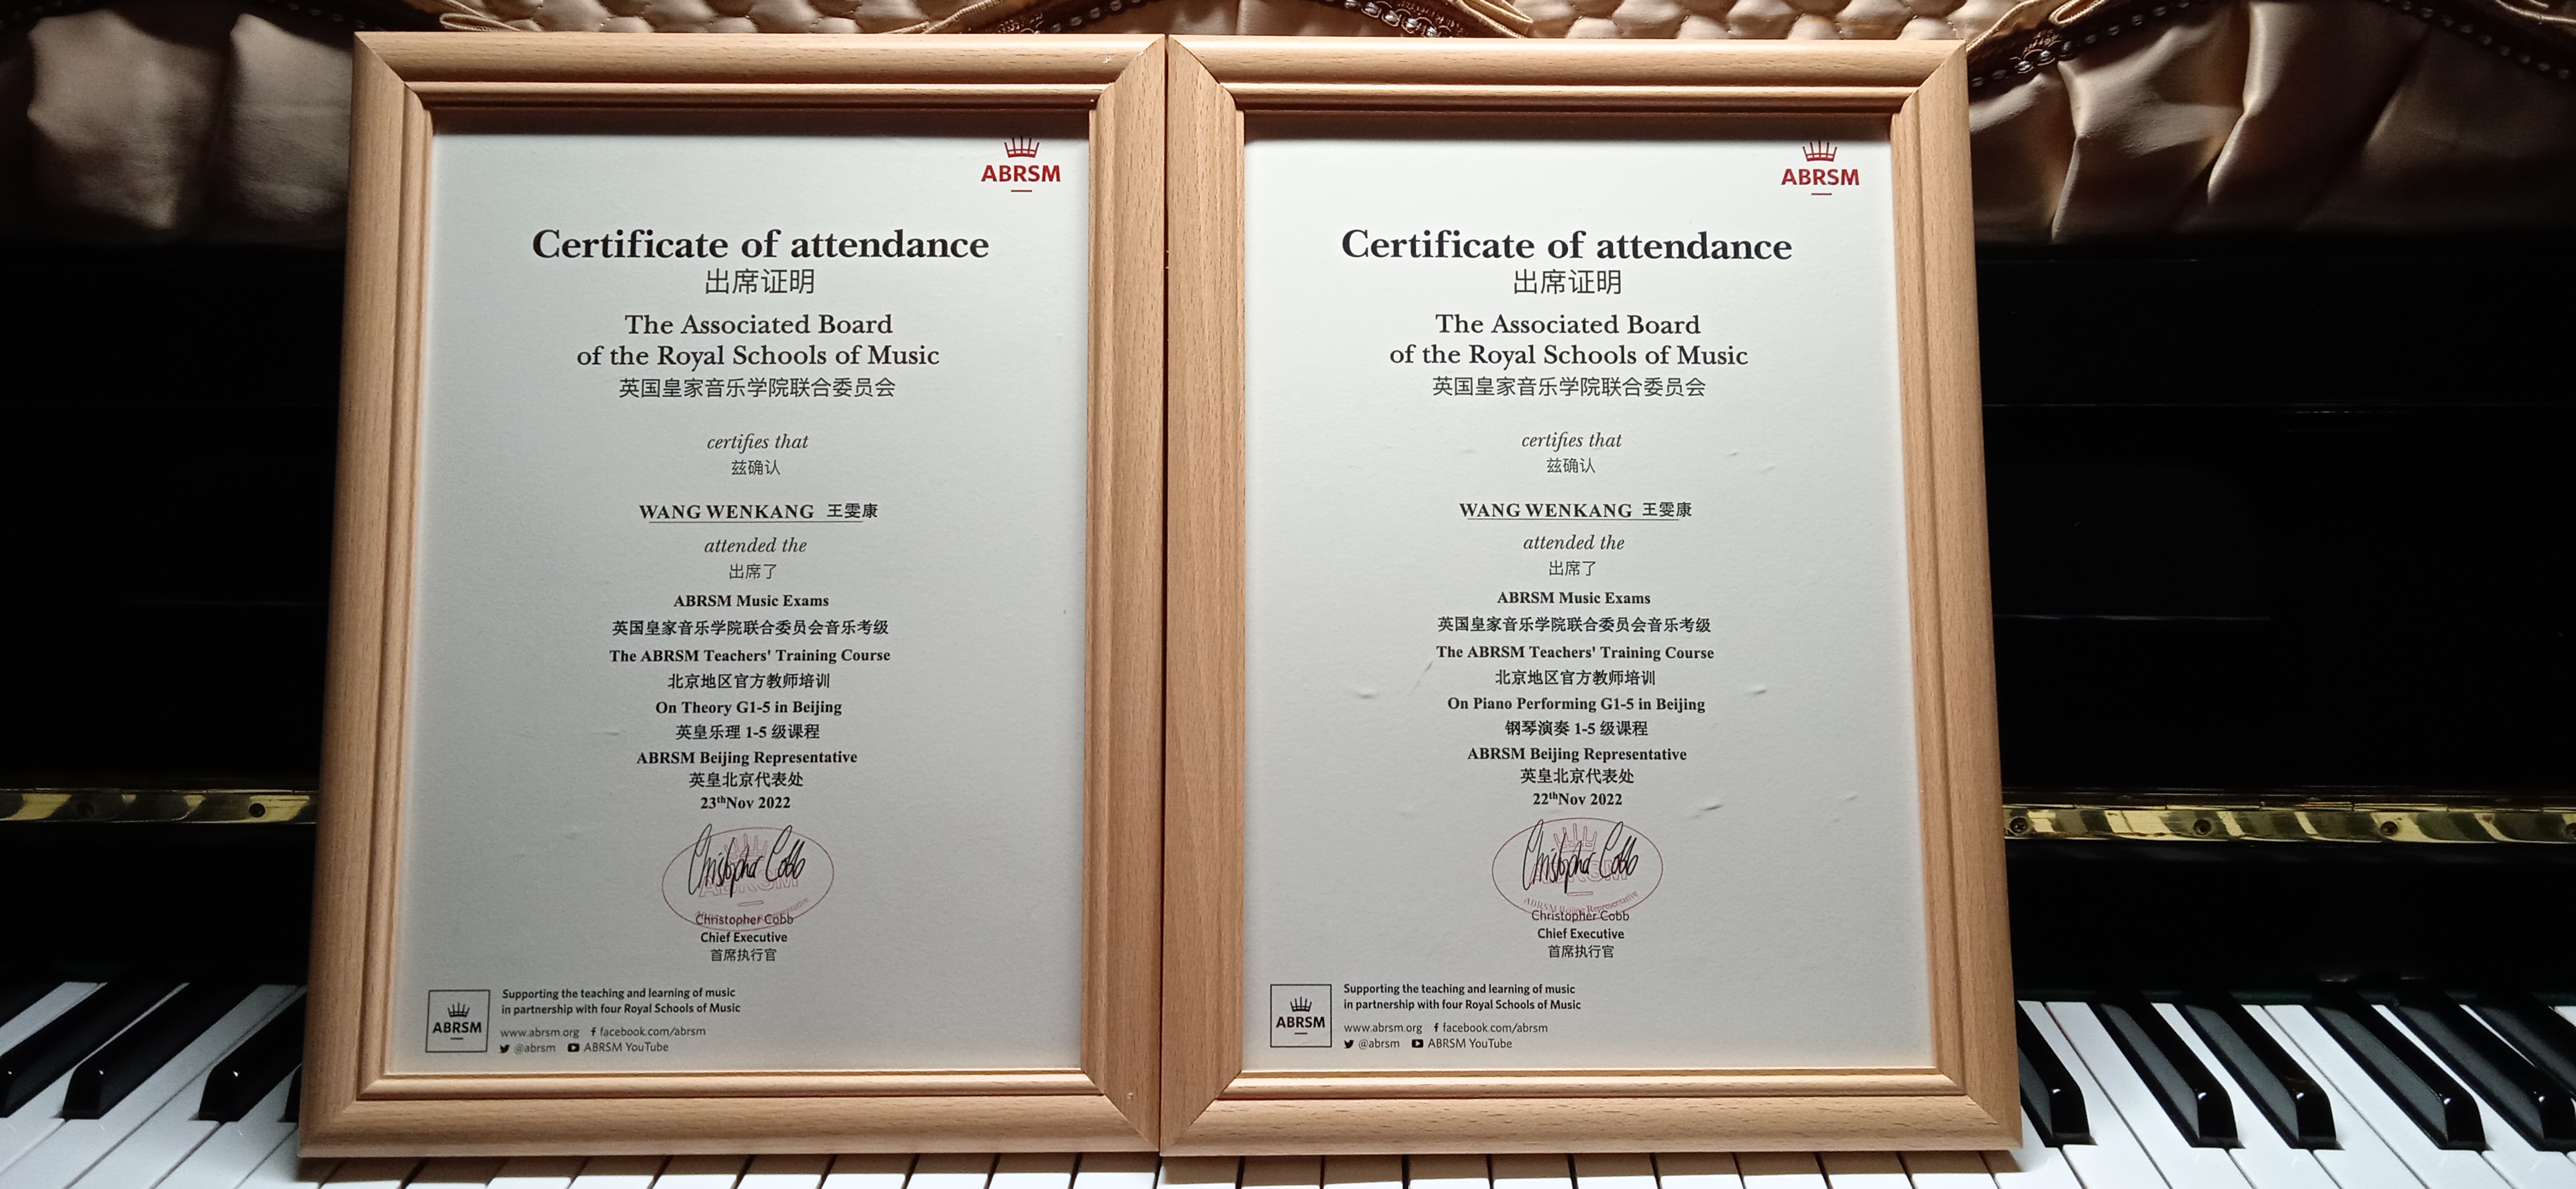 ABRSM
Certificate of attendance
出席证明
The Associated Board
of the Royal Schools of Music
英国皇家音乐学院联合委员会
certifies that
兹确认
WANG WENKANG 王雯康
attended the
出席了
ABRSM Music Exams
英国皇家音乐学院联合委员会音乐考级
The ABRSM Teachers' Training Course
北京地区官方教师培训
On Theory G1-5 in Beijing
英皇乐理 1-5 级课程
ABRSM Beijing Representative
英皇北京代表处
23thNov 2022
Christopher Cobb
Christopher Cobb
Chief Executive
首席执行官
ABRSM
Supporting the teaching and learning of music
in partnership with four Royal Schools of Music
www.abrsm.org facebook.com/abrsm
@abrsm ABRSM YouTube
ABRSM
Certificate of attendance
出席证明
The Associated Board
of the Royal Schools of Music
英国皇家音乐学院联合委员会
certifies that
兹确认
WANG WENKANG 王雯康
attended the
出席了
ABRSM Music Exams
英国皇家音乐学院联合委员会音乐考级
The ABRSM Teachers' Training Course
北京地区官方教师培训
On Piano Performing G1-5 in Beijing
钢琴演奏 1-5 级课程
ABRSM Beijing Representative
英皇北京代表处
22thNov 2022
Christopher Cobb
ABRSM
ABRSM Beijing Representative
Christopher Cobb
Chief Executive
首席执行官
ABRSM
Supporting the teaching and learning of music
in partnership with four Royal Schools of Music
www.abrsm.org facebook.com/abrsm
@abrsm ABRSM YouTube